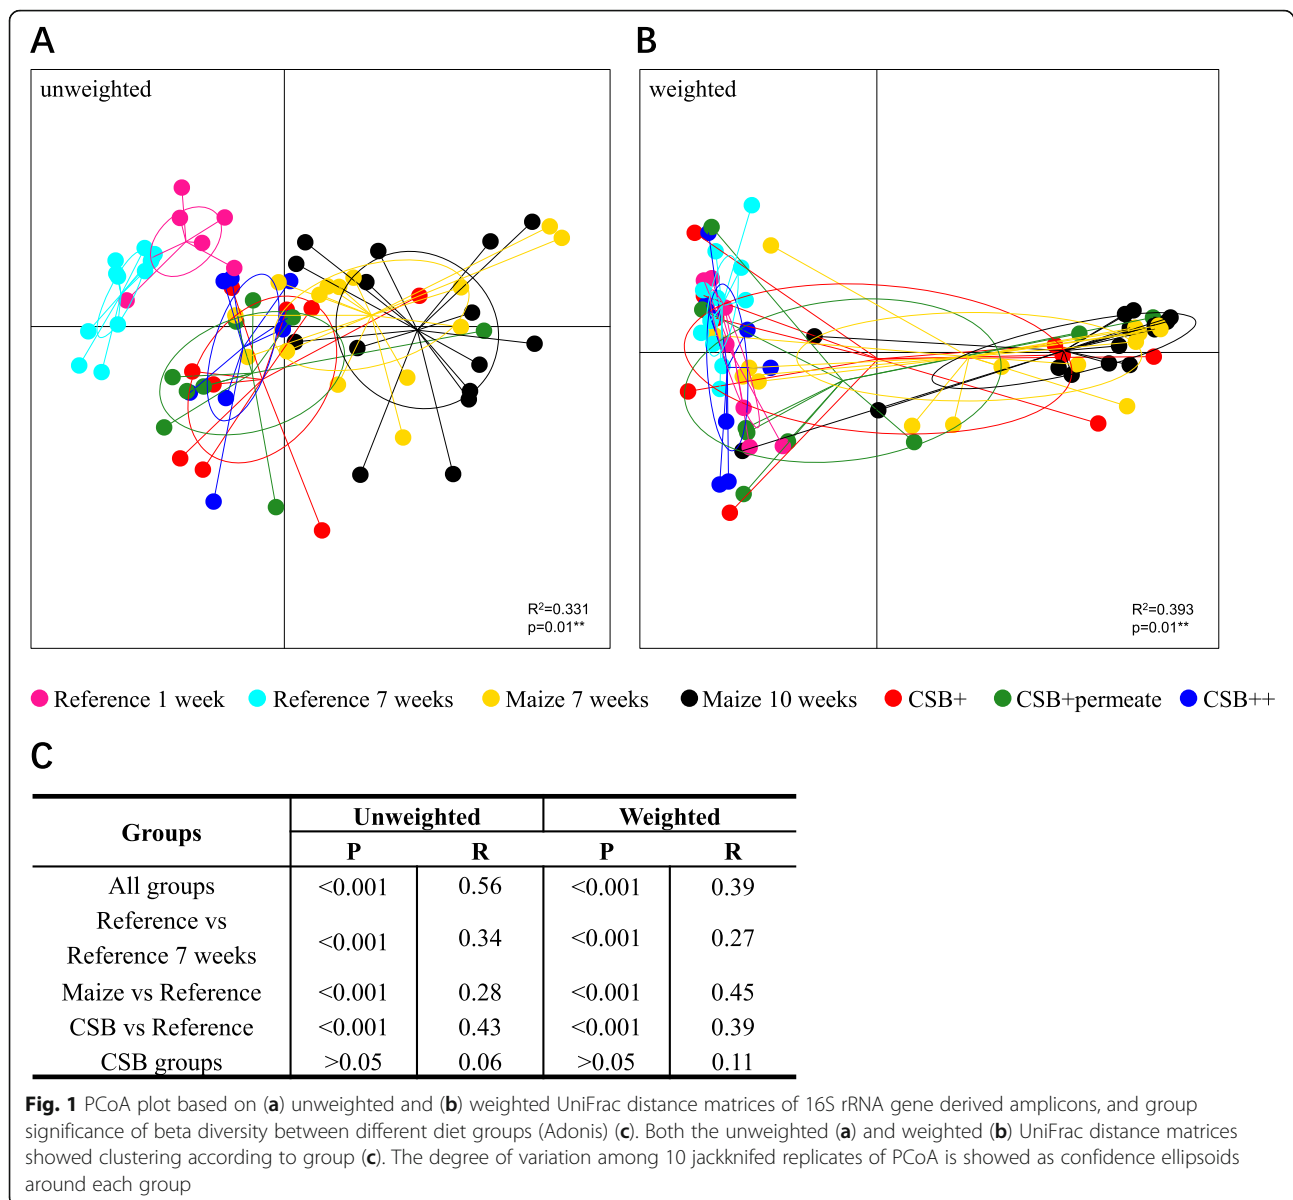 A
B
unweighted
weighted
R²=0.331
p=0.01**
R²=0.393
p=0.01**
Reference 1 week Reference 7 weeks Maize 7 weeks Maize 10 weeks CSB+ CSB+permeate CSB++
C
Groups Unweighted Weighted
P R P R
All groups <0.001 0.56 <0.001 0.39
Reference vs
Reference 7 weeks <0.001 0.34 <0.001 0.27
Maize vs Reference <0.001 0.28 <0.001 0.45
CSB vs Reference <0.001 0.43 <0.001 0.39
CSB groups >0.05 0.06 >0.05 0.11
Fig. 1 PCoA plot based on (a) unweighted and (b) weighted UniFrac distance matrices of 16S rRNA gene derived amplicons, and group
significance of beta diversity between different diet groups (Adonis) (c). Both the unweighted (a) and weighted (b) UniFrac distance matrices
showed clustering according to group (c). The degree of variation among 10 jackknifed replicates of PCoA is showed as confidence ellipsoids
around each group